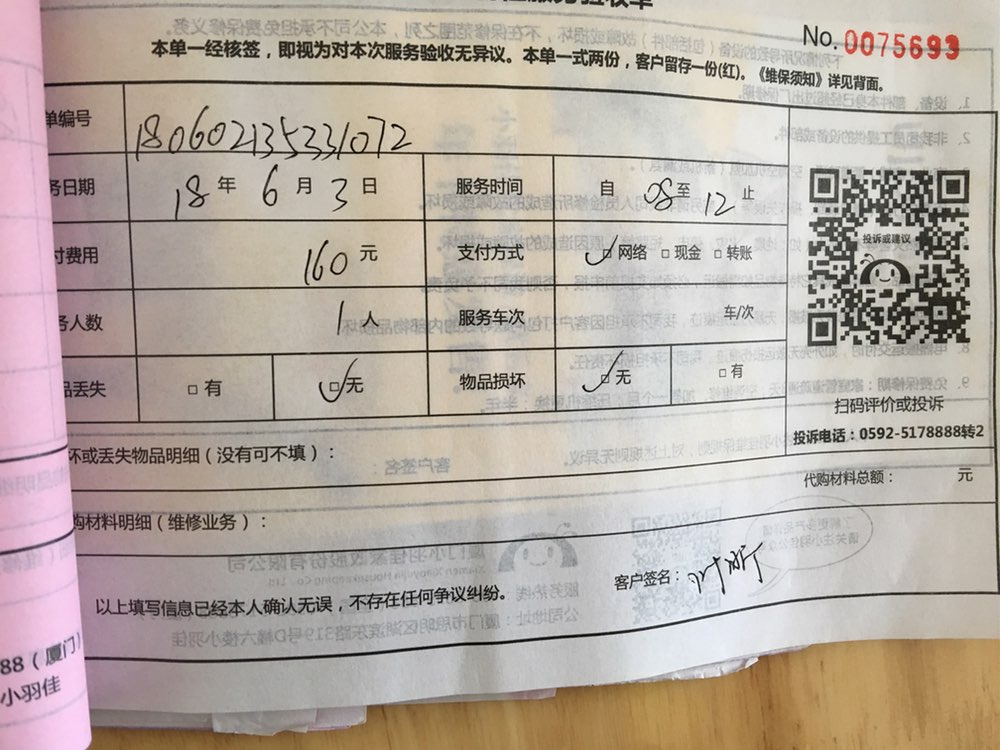 服务验收单
No.0075693
本单一经核签，即视为对本次服务验收无异议。本单一式两份，客户留存一份(红)。《维保须知》详见背面。
单编号 180602135331072
务日期 18 年 6 月 3 日 服务时间 自 08 至 12 止
付费用 160 元 支付方式 ☑网络 □现金 □转账
务人数 1 人 服务车次 车/次
品丢失 □有 ☑无 物品损坏 ☑无 □有
投诉或建议
扫码评价或投诉
投诉电话：0592-5178888转2
坏或丢失物品明细（没有可不填）：
代购材料总额： 元
购材料明细（维修业务）：
客户签名：
以上填写信息已经本人确认无误，不存在任何争议纠纷。
88（厦门）
小羽佳